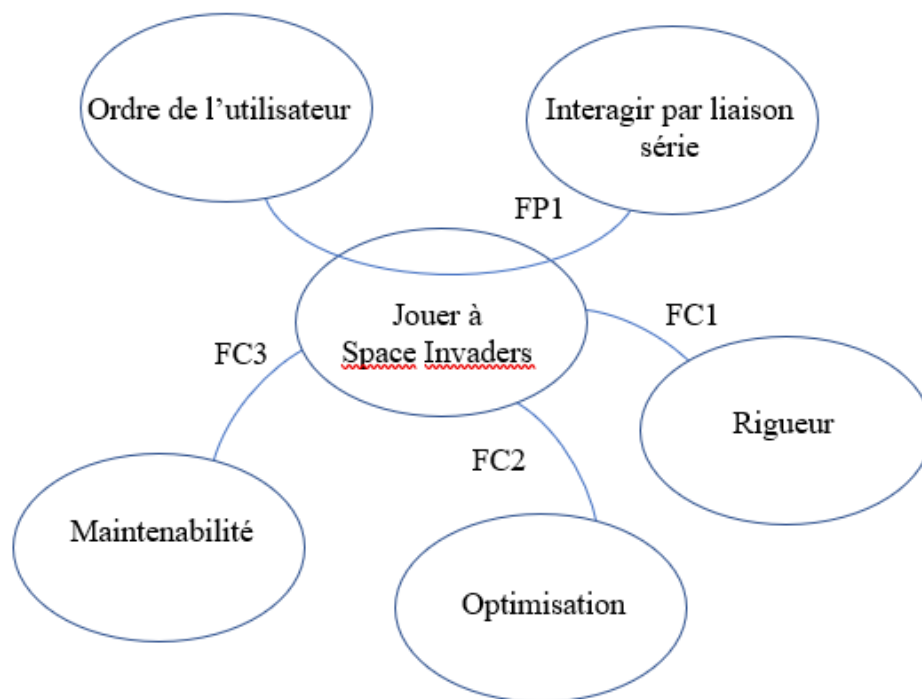 Ordre de l’utilisateur
Interagir par liaison
série
FP1
Jouer à
Space Invaders
FC1
FC3
Rigueur
FC2
Maintenabilité
Optimisation